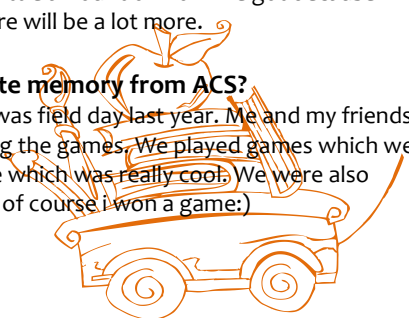 re will be a lot more.
te memory from ACS?
was field day last year. Me and my friends
g the games. We played games which we
e which was really cool. We were also
of course i won a game:)